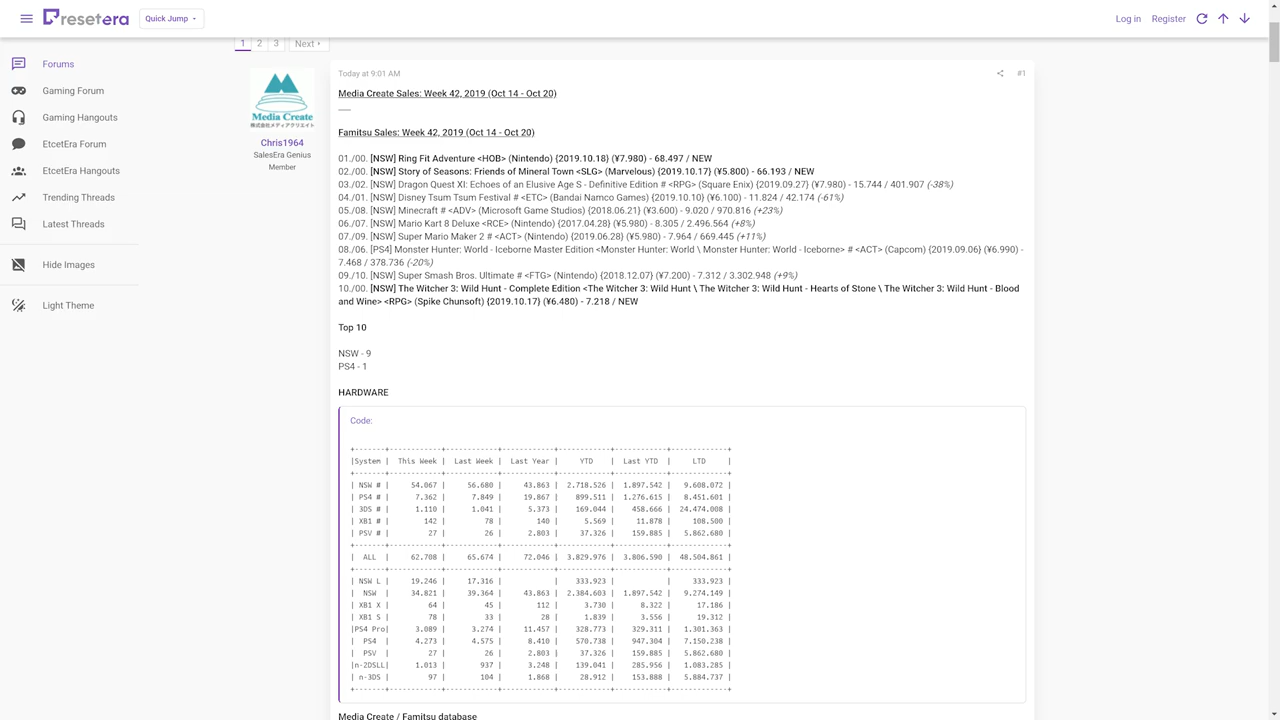 resetera
Quick Jump
Log in
Register
1 2 3 Next
Forums
Gaming Forum
Gaming Hangouts
EtcetEra Forum
EtcetEra Hangouts
Trending Threads
Latest Threads
Hide Images
Light Theme
Media Create
株式会社メディアクリエイト
Chris1964
SalesEra Genius
Member
Today at 9:01 AM
#1
Media Create Sales: Week 42, 2019 (Oct 14 - Oct 20)
Famitsu Sales: Week 42, 2019 (Oct 14 - Oct 20)
01./00. [NSW] Ring Fit Adventure <HOB> (Nintendo) {2019.10.18} (¥7.980) - 68.497 / NEW
02./00. [NSW] Story of Seasons: Friends of Mineral Town <SLG> (Marvelous) {2019.10.17} (¥5.800) - 66.193 / NEW
03./02. [NSW] Dragon Quest XI: Echoes of an Elusive Age S - Definitive Edition # <RPG> (Square Enix) {2019.09.27} (¥7.980) - 15.744 / 401.907 (-38%)
04./01. [NSW] Disney Tsum Tsum Festival # <ETC> (Bandai Namco Games) {2019.10.10} (¥6.100) - 11.824 / 42.174 (-61%)
05./08. [NSW] Minecraft # <ADV> (Microsoft Game Studios) {2018.06.21} (¥3.600) - 9.020 / 970.816 (+23%)
06./07. [NSW] Mario Kart 8 Deluxe <RCE> (Nintendo) {2017.04.28} (¥5.980) - 8.305 / 2.496.564 (+8%)
07./09. [NSW] Super Mario Maker 2 # <ACT> (Nintendo) {2019.06.28} (¥5.980) - 7.964 / 669.445 (+11%)
08./06. [PS4] Monster Hunter: World - Iceborne Master Edition <Monster Hunter: World \ Monster Hunter: World - Iceborne> # <ACT> (Capcom) {2019.09.06} (¥6.990) -
7.468 / 378.736 (-20%)
09./10. [NSW] Super Smash Bros. Ultimate # <FTG> (Nintendo) {2018.12.07} (¥7.200) - 7.312 / 3.302.948 (+9%)
10./00. [NSW] The Witcher 3: Wild Hunt - Complete Edition <The Witcher 3: Wild Hunt \ The Witcher 3: Wild Hunt - Hearts of Stone \ The Witcher 3: Wild Hunt - Blood
and Wine> <RPG> (Spike Chunsoft) {2019.10.17} (¥6.480) - 7.218 / NEW
Top 10
NSW - 9
PS4 - 1
HARDWARE
Code:
+-------+------------+-----------+-----------+-----------+-----------+------------+
|System | This Week | Last Week | Last Year | YTD | Last YTD | LTD |
+-------+------------+-----------+-----------+-----------+-----------+------------+
| NSW # | 54.067 | 56.680 | 43.863 | 2.718.526 | 1.897.542 | 9.608.072 |
| PS4 # | 7.362 | 7.849 | 19.867 | 899.511 | 1.276.615 | 8.451.601 |
| 3DS # | 1.110 | 1.041 | 5.373 | 169.044 | 458.666 | 24.474.008 |
| XB1 # | 142 | 78 | 140 | 5.569 | 11.878 | 108.500 |
| PSV # | 27 | 26 | 2.803 | 37.326 | 159.885 | 5.862.680 |
+-------+------------+-----------+-----------+-----------+-----------+------------+
| ALL | 62.708 | 65.674 | 72.046 | 3.829.976 | 3.806.590 | 48.504.861 |
+-------+------------+-----------+-----------+-----------+-----------+------------+
| NSW L | 19.246 | 17.316 | | 333.923 | | 333.923 |
| NSW | 34.821 | 39.364 | 43.863 | 2.384.603 | 1.897.542 | 9.274.149 |
| XB1 X | 64 | 45 | 112 | 3.730 | 8.322 | 17.186 |
| XB1 S | 78 | 33 | 28 | 1.839 | 3.556 | 19.312 |
|PS4 Pro| 3.089 | 3.274 | 11.457 | 328.773 | 329.311 | 1.301.363 |
| PS4 | 4.273 | 4.575 | 8.410 | 570.738 | 947.304 | 7.150.238 |
| PSV | 27 | 26 | 2.803 | 37.326 | 159.885 | 5.862.680 |
|n-2DSLL| 1.013 | 937 | 3.248 | 139.041 | 285.956 | 1.083.285 |
| n-3DS | 97 | 104 | 1.868 | 28.912 | 153.888 | 5.884.737 |
+-------+------------+-----------+-----------+-----------+-----------+------------+
Media Create / Famitsu database